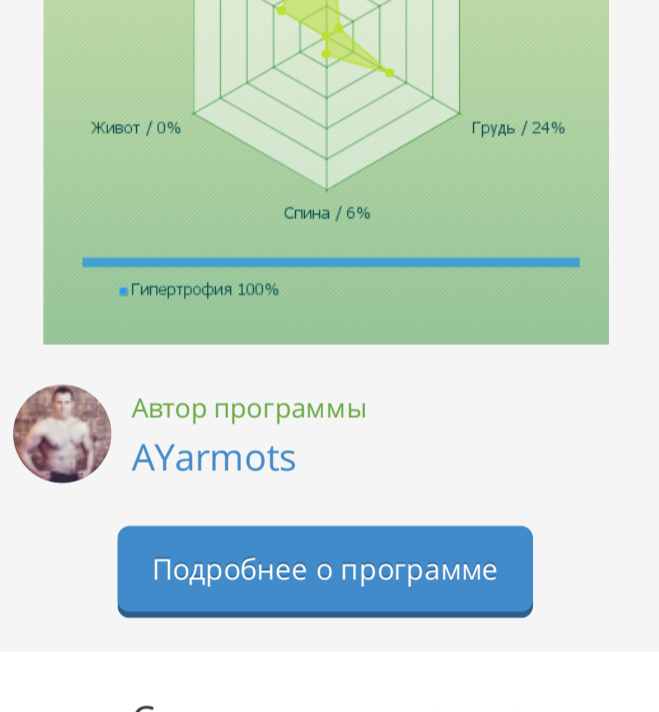 Живот / 0%
Грудь / 24%
Спина / 6%
Гипертрофия 100%
Автор программы
AYarmots
Подробнее о программе